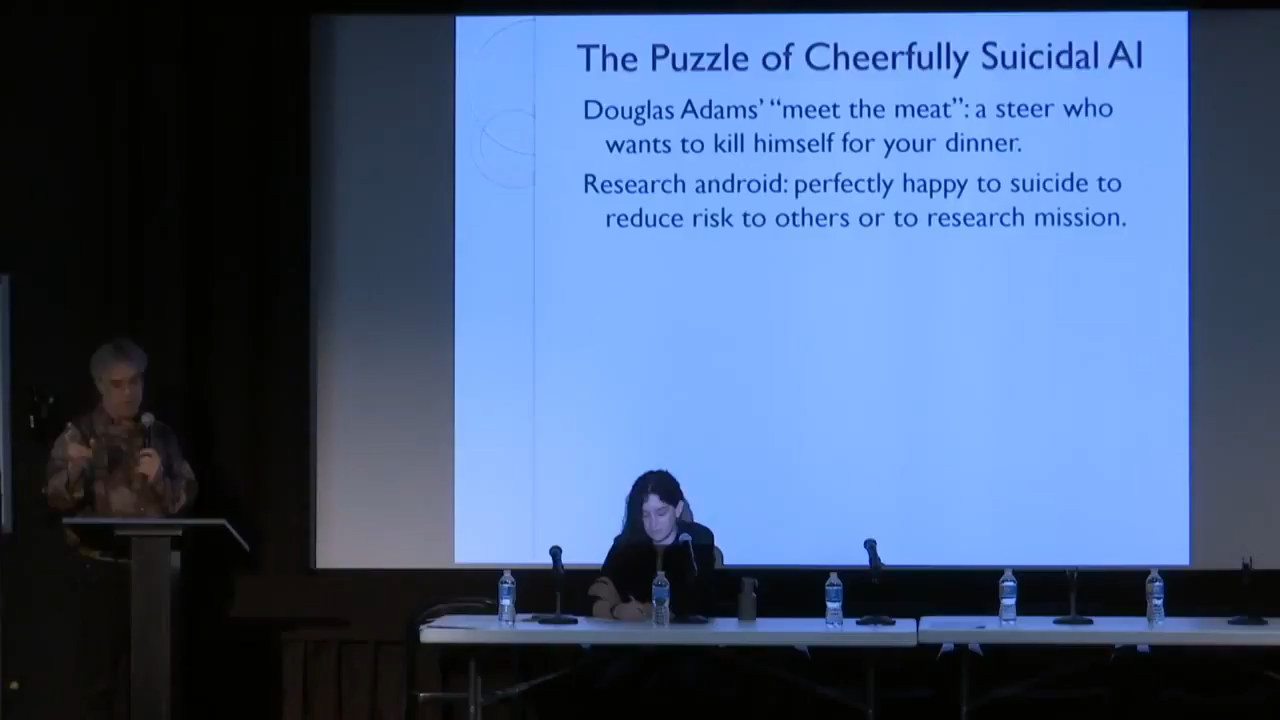 The Puzzle of Cheerfully Suicidal AI
Douglas Adams' "meet the meat": a steer who
wants to kill himself for your dinner.
Research android: perfectly happy to suicide to
reduce risk to others or to research mission.